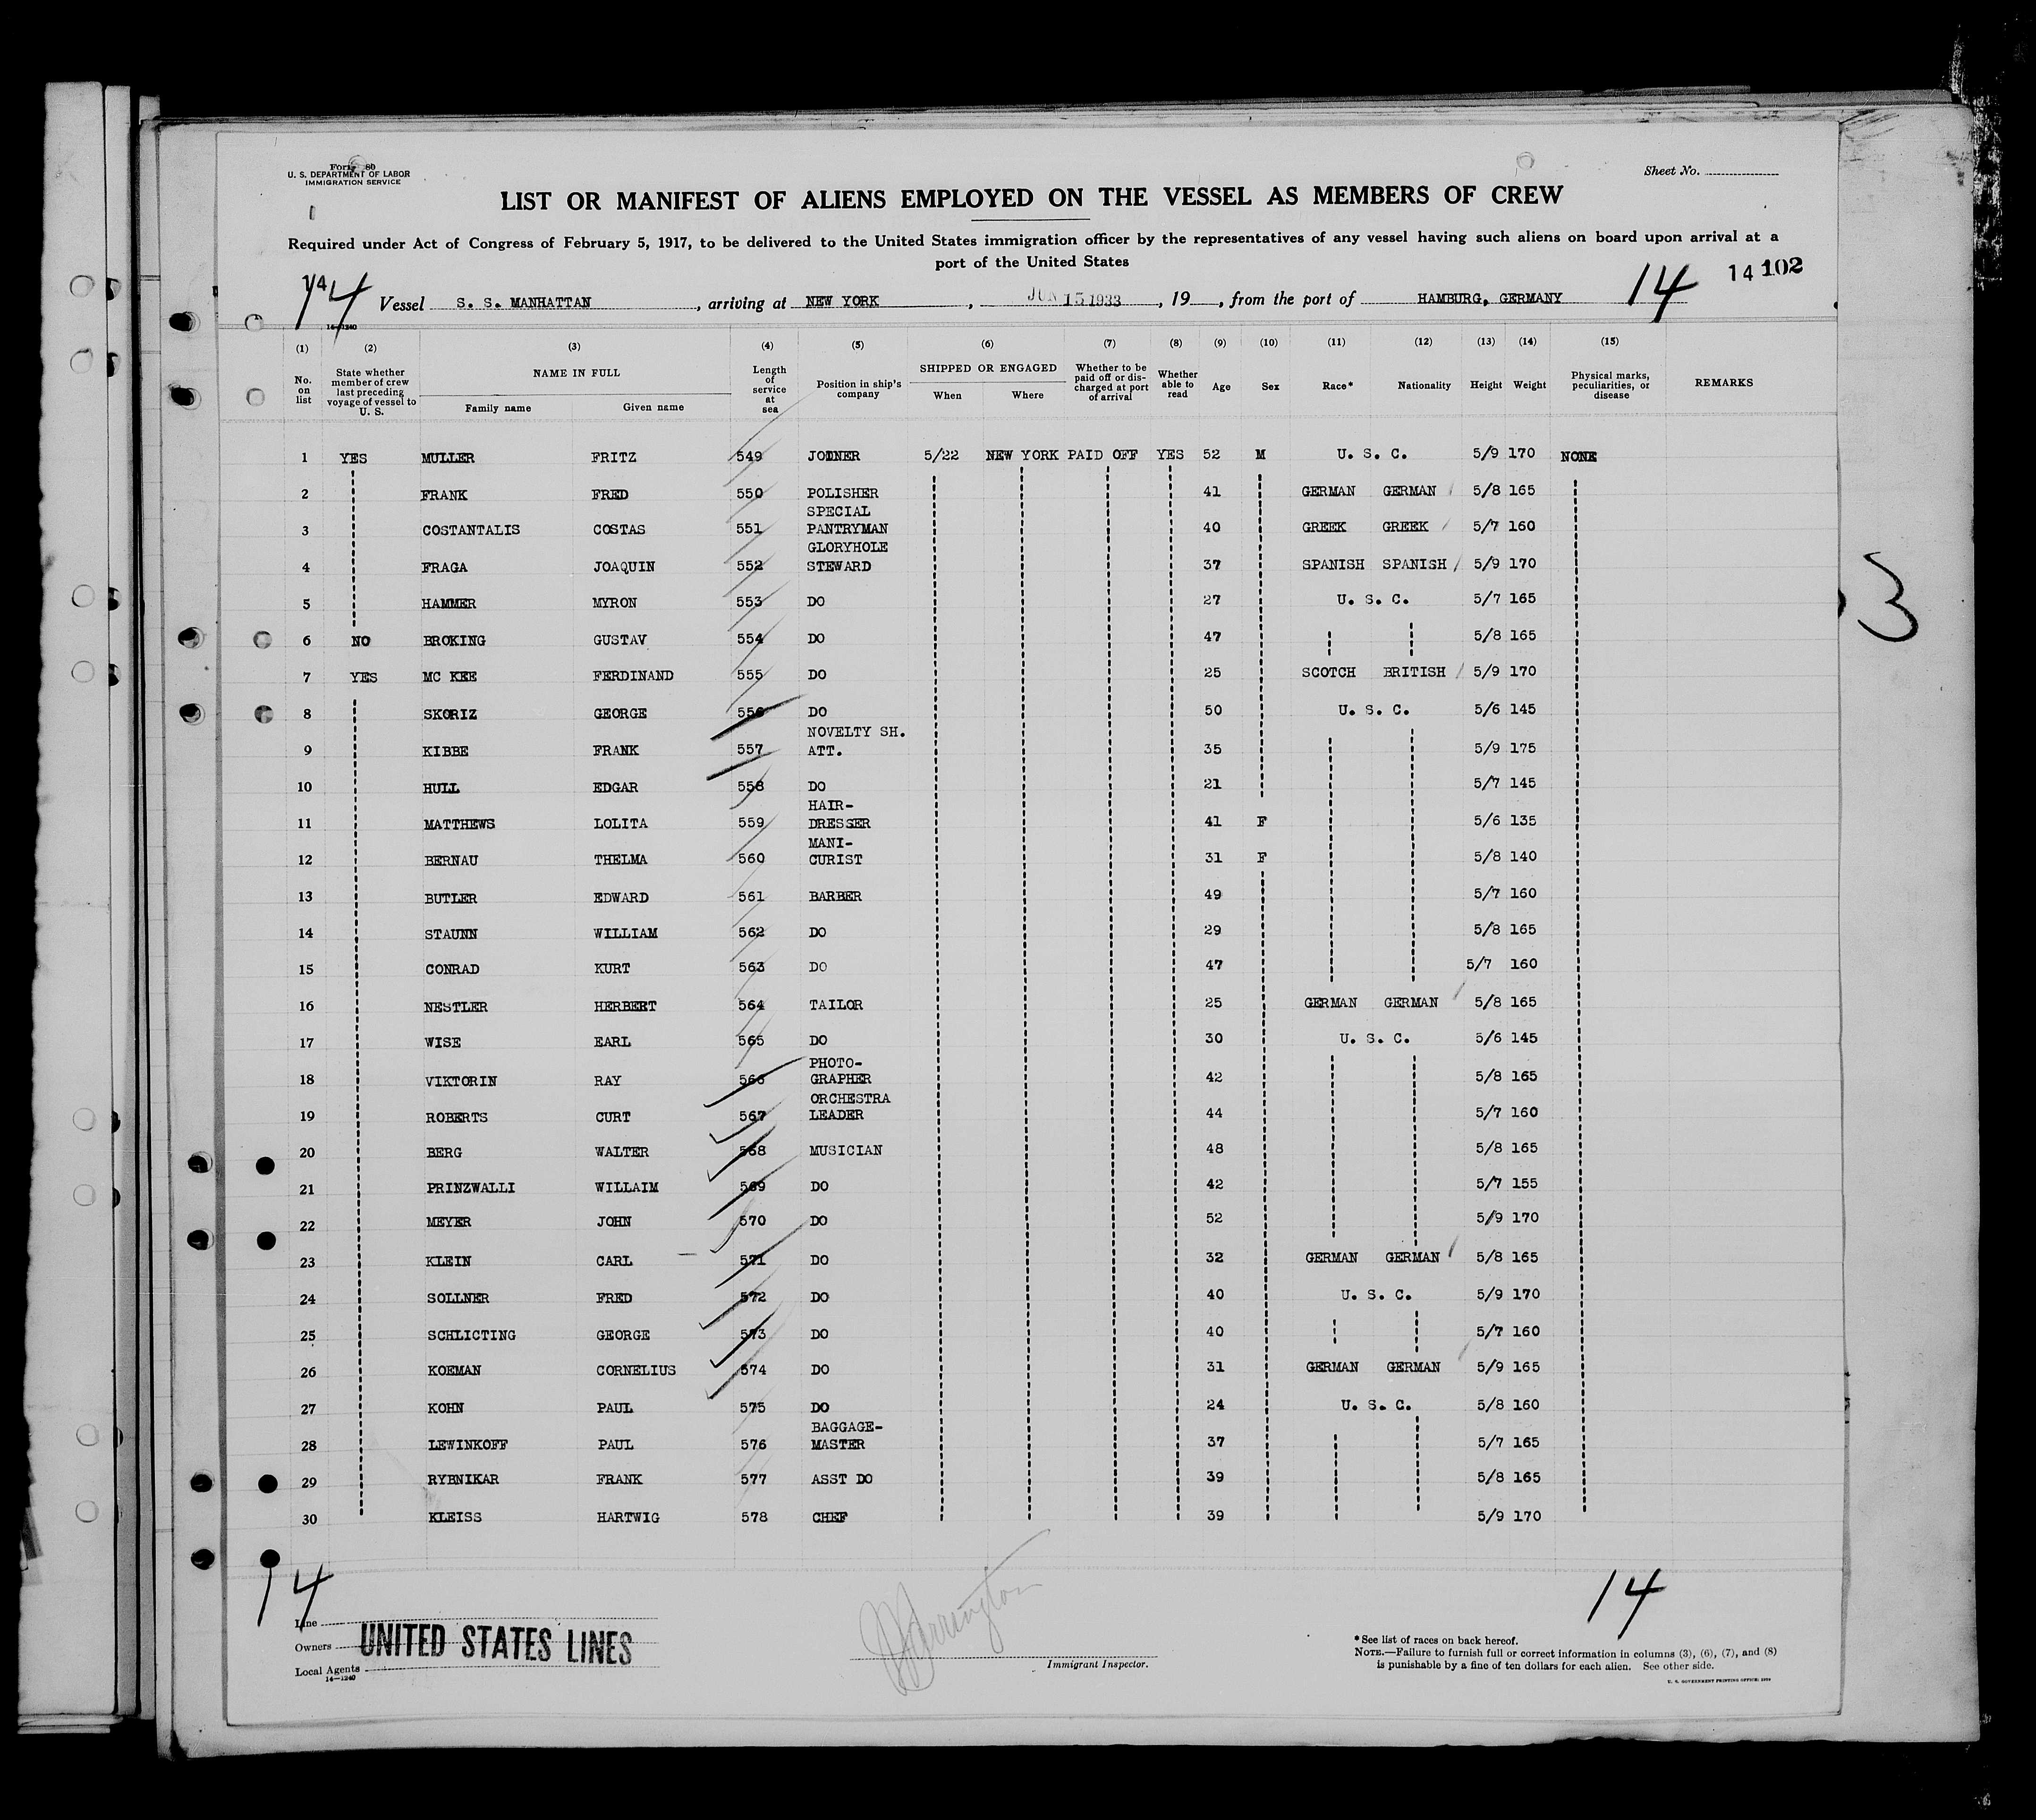 Form 80
U. S. DEPARTMENT OF LABOR
IMMIGRATION SERVICE
Sheet No.
LIST OR MANIFEST OF ALIENS EMPLOYED ON THE VESSEL AS MEMBERS OF CREW
Required under Act of Congress of February 5, 1917, to be delivered to the United States immigration officer by the representatives of any vessel having such aliens on board upon arrival at a
port of the United States
14 102
14 Vessel S. S. MANHATTAN, arriving at NEW YORK, JUN 15 1933, 19, from the port of HAMBURG, GERMANY 14
14—1240
(1) (2) (3) (4) (5) (6) (7) (8) (9) (10) (11) (12) (13) (14) (15)
No. on list State whether member of crew last preceding voyage of vessel to U. S. NAME IN FULL Family name Given name Length of service at sea Position in ship's company SHIPPED OR ENGAGED When Where Whether to be paid off or discharged at port of arrival Whether able to read Age Sex Race* Nationality Height Weight Physical marks, peculiarities, or disease REMARKS
1 YES MULLER FRITZ 549 JOINER 5/22 NEW YORK PAID OFF YES 52 M U. S. C. 5/9 170 NONE
2 FRANK FRED 550 POLISHER 41 GERMAN GERMAN 5/8 165
3 COSTANTALIS COSTAS 551 SPECIAL PANTRYMAN 40 GREEK GREEK 5/7 160
4 FRAGA JOAQUIN 552 GLORYHOLE STEWARD 37 SPANISH SPANISH 5/9 170
5 HAMMER MYRON 553 DO 27 U. S. C. 5/7 165
6 NO BROKING GUSTAV 554 DO 47 5/8 165
7 YES MC KEE FERDINAND 555 DO 25 SCOTCH BRITISH 5/9 170
8 SKORIZ GEORGE 556 DO 50 U. S. C. 5/6 145
9 KIBBE FRANK 557 NOVELTY SH. ATT. 35 5/9 175
10 HULL EDGAR 558 DO 21 5/7 145
11 MATTHEWS LOLITA 559 HAIR-DRESSER 41 F 5/6 135
12 BERNAU THELMA 560 MANI-CURIST 31 F 5/8 140
13 BUTLER EDWARD 561 BARBER 49 5/7 160
14 STAUNN WILLIAM 562 DO 29 5/8 165
15 CONRAD KURT 563 DO 47 5/7 160
16 NESTLER HERBERT 564 TAILOR 25 GERMAN GERMAN 5/8 165
17 WISE EARL 565 DO 30 U. S. C. 5/6 145
18 VIKTORIN RAY 566 PHOTO-GRAPHER 42 5/8 165
19 ROBERTS CURT 567 ORCHESTRA LEADER 44 5/7 160
20 BERG WALTER 568 MUSICIAN 48 5/8 165
21 PRINZWALLI WILLAIM 569 DO 42 5/7 155
22 MEYER JOHN 570 DO 52 5/9 170
23 KLEIN CARL 571 DO 32 GERMAN GERMAN 5/8 165
24 SOLLNER FRED 572 DO 40 U. S. C. 5/9 170
25 SCHLICTING GEORGE 573 DO 40 5/7 160
26 KOEMAN CORNELIUS 574 DO 31 GERMAN GERMAN 5/9 165
27 KOHN PAUL 575 DO 24 U. S. C. 5/8 160
28 LEWINKOFF PAUL 576 BAGGAGE-MASTER 37 5/7 165
29 RYBNIKAR FRANK 577 ASST DO 39 5/8 165
30 KLEISS HARTWIG 578 CHEF 39 5/9 170
3
14
14
Line
Owners UNITED STATES LINES
Local Agents
14—1240
Immigrant Inspector.
*See list of races on back hereof.
NOTE.—Failure to furnish full or correct information in columns (3), (6), (7), and (8)
is punishable by a fine of ten dollars for each alien. See other side.